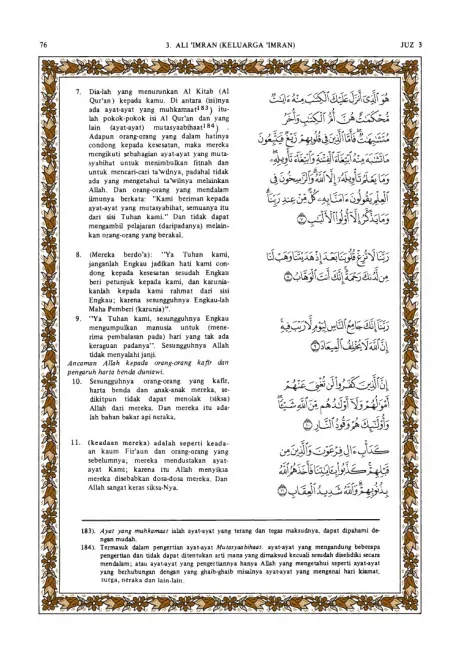 76
3. ALI 'IMRAN (KELUARGA 'IMRAN)
JUZ 3
7. Dia-lah yang menurunkan Al Kitab (Al
Qur'an) kepada kamu. Di antara (isi)nya
ada ayat-ayat yang muhkamaat183) itu-
lah pokok-pokok isi Al Qur'an dan yang
lain (ayat-ayat) mutasyaabihaat184) .
Adapun orang-orang yang dalam hatinya
condong kepada kesesatan, maka mereka
mengikuti sebahagian ayat-ayat yang muta-
syabihat untuk menimbulkan fitnah dan
untuk mencari-cari ta'wilnya, padahal tidak
ada yang mengetahui ta'wilnya melainkan
Allah. Dan orang-orang yang mendalam
ilmunya berkata: "Kami beriman kepada
ayat-ayat yang mutasyabihat, semuanya itu
dari sisi Tuhan kami." Dan tidak dapat
mengambil pelajaran (daripadanya) melain-
kan orang-orang yang berakal.
هُوَ الَّذِي أَنْزَلَ عَلَيْكَ الْكِتَابَ مِنْهُ آيَاتٌ
مُحْكَمَاتٌ هُنَّ أُمُّ الْكِتَابِ وَأُخَرُ
مُتَشَابِهَاتٌ فَأَمَّا الَّذِينَ فِي قُلُوبِهِمْ زَيْغٌ فَيَتَّبِعُونَ
مَا تَشَابَهَ مِنْهُ ابْتِغَاءَ الْفِتْنَةِ وَابْتِغَاءَ تَأْوِيلِهِ
وَمَا يَعْلَمُ تَأْوِيلَهُ إِلَّا اللَّهُ وَالرَّاسِخُونَ فِي
الْعِلْمِ يَقُولُونَ آمَنَّا بِهِ كُلٌّ مِنْ عِنْدِ رَبِّنَا
وَمَا يَذَّكَّرُ إِلَّا أُولُو الْأَلْبَابِ ۝٧
8. (Mereka berdo'a): "Ya Tuhan kami,
janganlah Engkau jadikan hati kami con-
dong kepada kesesatan sesudah Engkau
beri petunjuk kepada kami, dan karunia-
kanlah kepada kami rahmat dari sisi
Engkau; karena sesungguhnya Engkau-lah
Maha Pemberi (karunia)".
رَبَّنَا لَا تُزِغْ قُلُوبَنَا بَعْدَ إِذْ هَدَيْتَنَا وَهَبْ لَنَا
مِنْ لَدُنْكَ رَحْمَةً إِنَّكَ أَنْتَ الْوَهَّابُ ۝٨
9. "Ya Tuhan kami, sesungguhnya Engkau
mengumpulkan manusia untuk (mene-
rima pembalasan pada) hari yang tak ada
keraguan padanya". Sesungguhnya Allah
tidak menyalahi janji.
رَبَّنَا إِنَّكَ جَامِعُ النَّاسِ لِيَوْمٍ لَا رَيْبَ فِيهِ
إِنَّ اللَّهَ لَا يُخْلِفُ الْمِيعَادَ ۝٩
Ancaman Allah kepada orang-orang kafir dan
pengaruh harta benda duniawi.
10. Sesungguhnya orang-orang yang kafir,
harta benda dan anak-anak mereka, se-
dikitpun tidak dapat menolak (siksa)
Allah dari mereka. Dan mereka itu ada-
lah bahan bakar api neraka,
إِنَّ الَّذِينَ كَفَرُوا لَنْ تُغْنِيَ عَنْهُمْ
أَمْوَالُهُمْ وَلَا أَوْلَادُهُمْ مِنَ اللَّهِ شَيْئًا
وَأُولَئِكَ هُمْ وَقُودُ النَّارِ ۝١٠
11. (keadaan mereka) adalah seperti keada-
an kaum Fir'aun dan orang-orang yang
sebelumnya; mereka mendustakan ayat-
ayat Kami; karena itu Allah menyiksa
mereka disebabkan dosa-dosa mereka. Dan
Allah sangat keras siksa-Nya.
كَدَأْبِ آلِ فِرْعَوْنَ وَالَّذِينَ مِنْ
قَبْلِهِمْ كَذَّبُوا بِآيَاتِنَا فَأَخَذَهُمُ اللَّهُ
بِذُنُوبِهِمْ وَاللَّهُ شَدِيدُ الْعِقَابِ ۝١١
183). Ayat yang muhkamaat ialah ayat-ayat yang terang dan tegas maksudnya, dapat dipahami de-
ngan mudah.
184). Termasuk dalam pengertian ayat-ayat Mutasyabihaat. ayat-ayat yang mengandung beberapa
pengertian dan tidak dapat ditentukan arti mana yang dimaksud kecuali sesudah diselidiki secara
mendalam; atau ayat-ayat yang pengertiannya hanya Allah yang mengetahui seperti ayat-ayat
yang berhubungan dengan yang ghaib-ghaib misalnya ayat-ayat yang mengenai hari kiamat,
surga, neraka dan lain-lain.